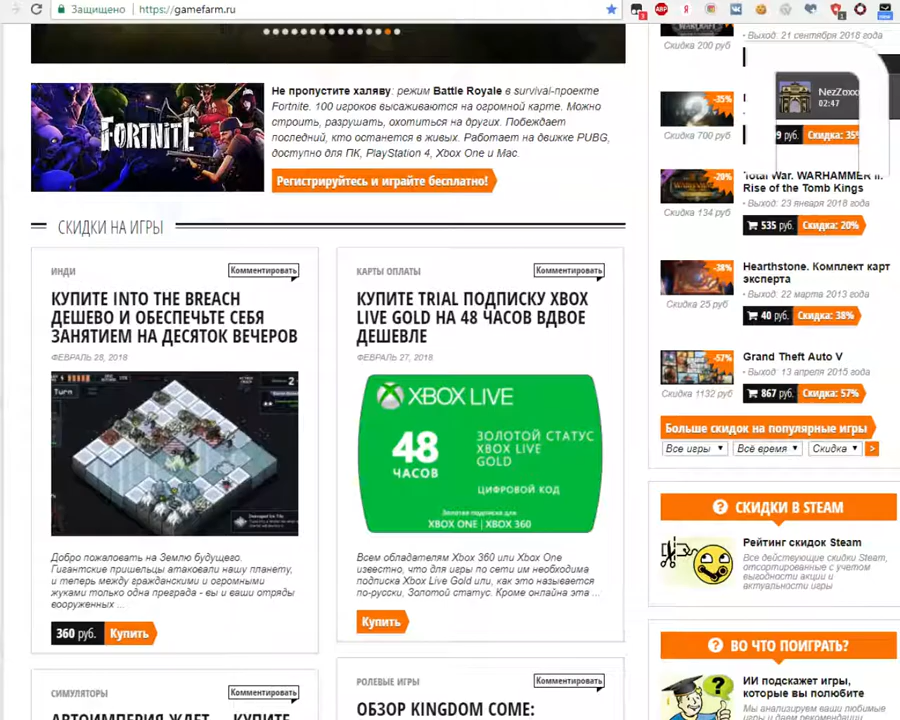 Защищено https://gamefarm.ru
Не пропустите халяву: режим Battle Royale в survival-проекте
Fortnite. 100 игроков высаживаются на огромной карте. Можно
строить, разрушать, охотиться на других. Побеждает
последний, кто останется в живых. Работает на движке PUBG,
доступно для ПК, PlayStation 4, Xbox One и Mac.
Регистрируйтесь и играйте бесплатно!
FORTNITE
СКИДКИ НА ИГРЫ
ИНДИ
Комментировать
КУПИТЕ INTO THE BREACH
ДЕШЕВО И ОБЕСПЕЧЬТЕ СЕБЯ
ЗАНЯТИЕМ НА ДЕСЯТОК ВЕЧЕРОВ
ФЕВРАЛЬ 28, 2018
Turn
Добро пожаловать на Землю будущего.
Гигантские пришельцы атаковали нашу планету,
и теперь между гражданскими и огромными
жуками только одна преграда - вы и ваши отряды
вооруженных ...
360 руб. Купить
СИМУЛЯТОРЫ
Комментировать
АВТОИМПЕРИЯ ЖДЕТ — КУПИТЕ
КАРТЫ ОПЛАТЫ
Комментировать
КУПИТЕ TRIAL ПОДПИСКУ XBOX
LIVE GOLD НА 48 ЧАСОВ ВДВОЕ
ДЕШЕВЛЕ
ФЕВРАЛЬ 27, 2018
XBOX LIVE
48
ЧАСОВ
ЗОЛОТОЙ СТАТУС
XBOX LIVE
GOLD
ЦИФРОВОЙ КОД
Золотая подписка для
XBOX ONE | XBOX 360
Всем обладателям Xbox 360 или Xbox One
известно, что для игры по сети им необходима
подписка Xbox Live Gold или, как это называется
по-русски, Золотой статус. Кроме онлайна эта ...
Купить
РОЛЕВЫЕ ИГРЫ
Комментировать
ОБЗОР KINGDOM COME:
Скидка 200 руб
• Выход: 21 сентября 2018 года
NezZoxx
02:47
-35%
Скидка 700 руб
9 руб. Скидка: 35%
-20%
Скидка 134 руб
Total War: WARHAMMER II.
Rise of the Tomb Kings
• Выход: 23 января 2018 года
535 руб. Скидка: 20%
-38%
Скидка 25 руб
Hearthstone. Комплект карт
эксперта
• Выход: 22 марта 2013 года
40 руб. Скидка: 38%
-57%
Скидка 1132 руб
Grand Theft Auto V
• Выход: 13 апреля 2015 года
867 руб. Скидка: 57%
Больше скидок на популярные игры
Все игры Всё время Скидка >
СКИДКИ В STEAM
Рейтинг скидок Steam
Все действующие скидки Steam,
отсортированные с учетом
выгодности акции и
актуальности игры
ВО ЧТО ПОИГРАТЬ?
ИИ подскажет игры,
которые вы полюбите
Мы анализируем ваши